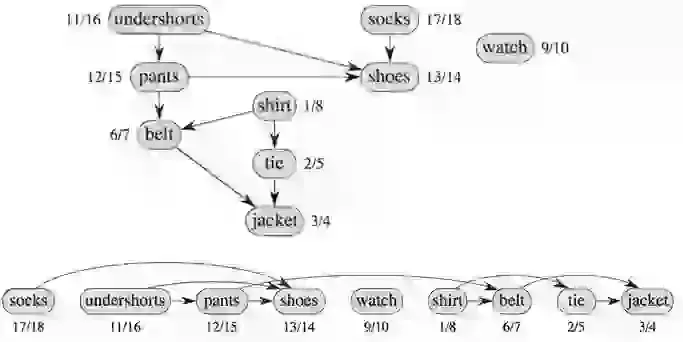 11/16 undershorts socks 17/18
watch 9/10
12/15 pants shoes 13/14
shirt 1/8
6/7 belt
tie 2/5
jacket 3/4
socks undershorts pants shoes watch shirt belt tie jacket
17/18 11/16 12/15 13/14 9/10 1/8 6/7 2/5 3/4